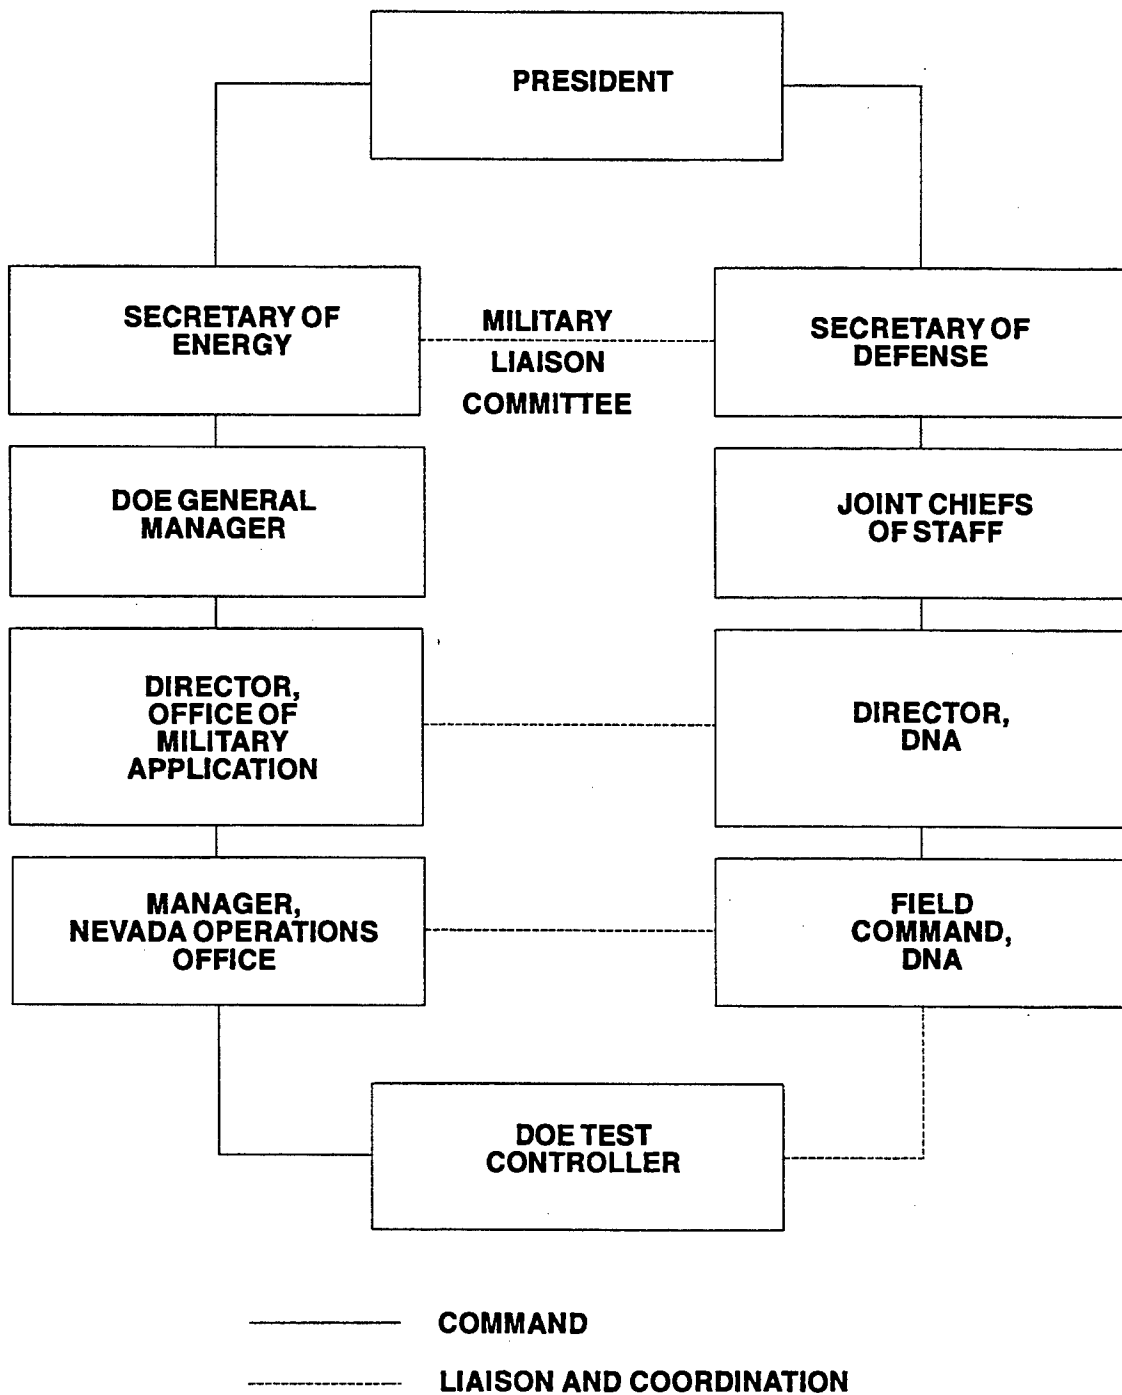 PRESIDENT
SECRETARY OF
ENERGY
MILITARY
LIAISON
COMMITTEE
SECRETARY OF
DEFENSE
DOE GENERAL
MANAGER
JOINT CHIEFS
OF STAFF
DIRECTOR,
OFFICE OF
MILITARY
APPLICATION
DIRECTOR,
DNA
MANAGER,
NEVADA OPERATIONS
OFFICE
FIELD
COMMAND,
DNA
DOE TEST
CONTROLLER
COMMAND
LIAISON AND COORDINATION